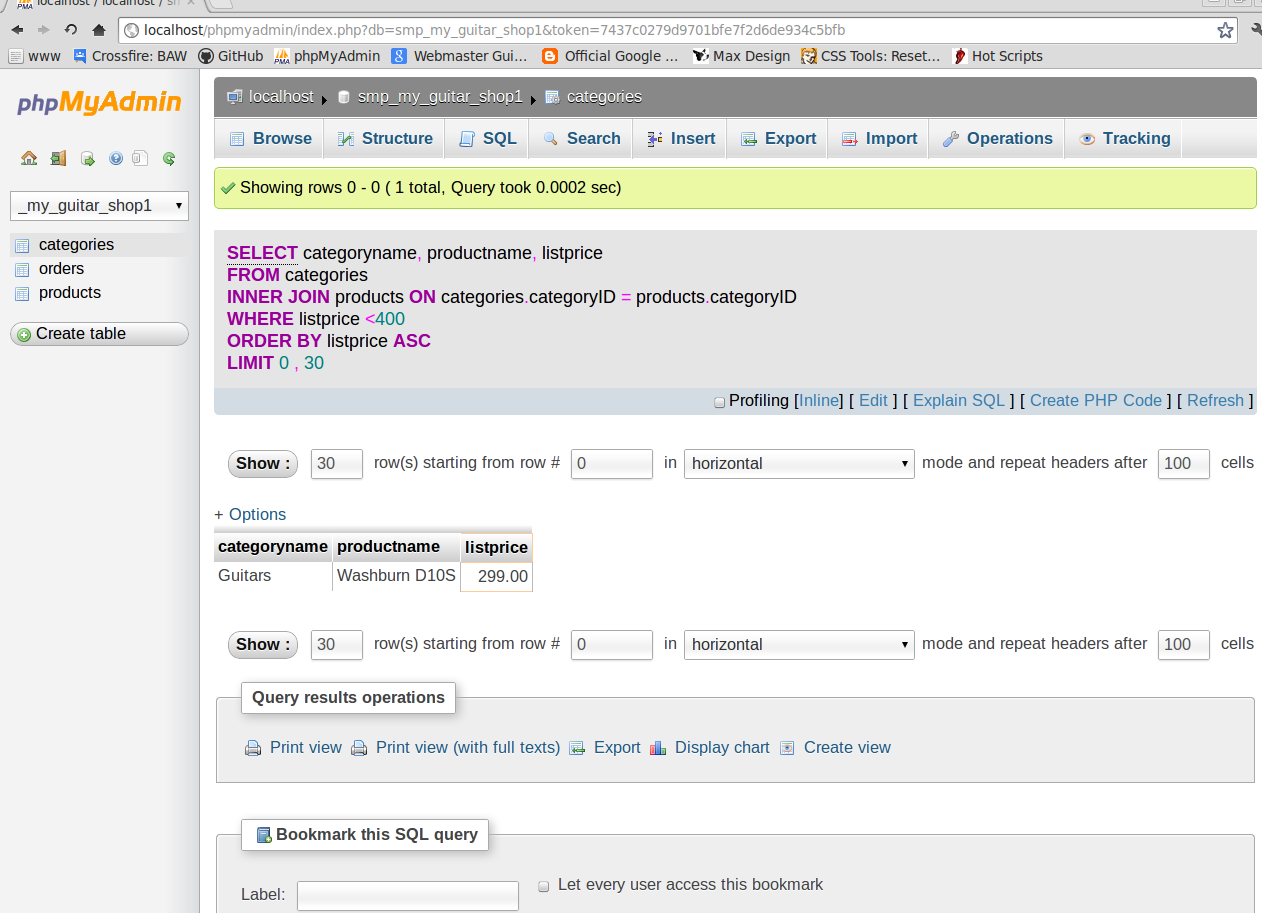 localhost / localhost / sm
localhost/phpmyadmin/index.php?db=smp_my_guitar_shop1&token=7437c0279d9701bfe7f2d6de934c5bfb
www Crossfire: BAW GitHub phpMyAdmin Webmaster Gui... Official Google ... Max Design CSS Tools: Reset... Hot Scripts
phpMyAdmin
_my_guitar_shop1
categories
orders
products
Create table
localhost smp_my_guitar_shop1 categories
Browse Structure SQL Search Insert Export Import Operations Tracking
Showing rows 0 - 0 ( 1 total, Query took 0.0002 sec)
SELECT categoryname, productname, listprice
FROM categories
INNER JOIN products ON categories.categoryID = products.categoryID
WHERE listprice <400
ORDER BY listprice ASC
LIMIT 0 , 30
Profiling [Inline] [ Edit ] [ Explain SQL ] [ Create PHP Code ] [ Refresh ]
Show : 30 row(s) starting from row # 0 in horizontal mode and repeat headers after 100 cells
+ Options
categoryname productname listprice
Guitars Washburn D10S 299.00
Show : 30 row(s) starting from row # 0 in horizontal mode and repeat headers after 100 cells
Query results operations
Print view Print view (with full texts) Export Display chart Create view
Bookmark this SQL query
Label: Let every user access this bookmark